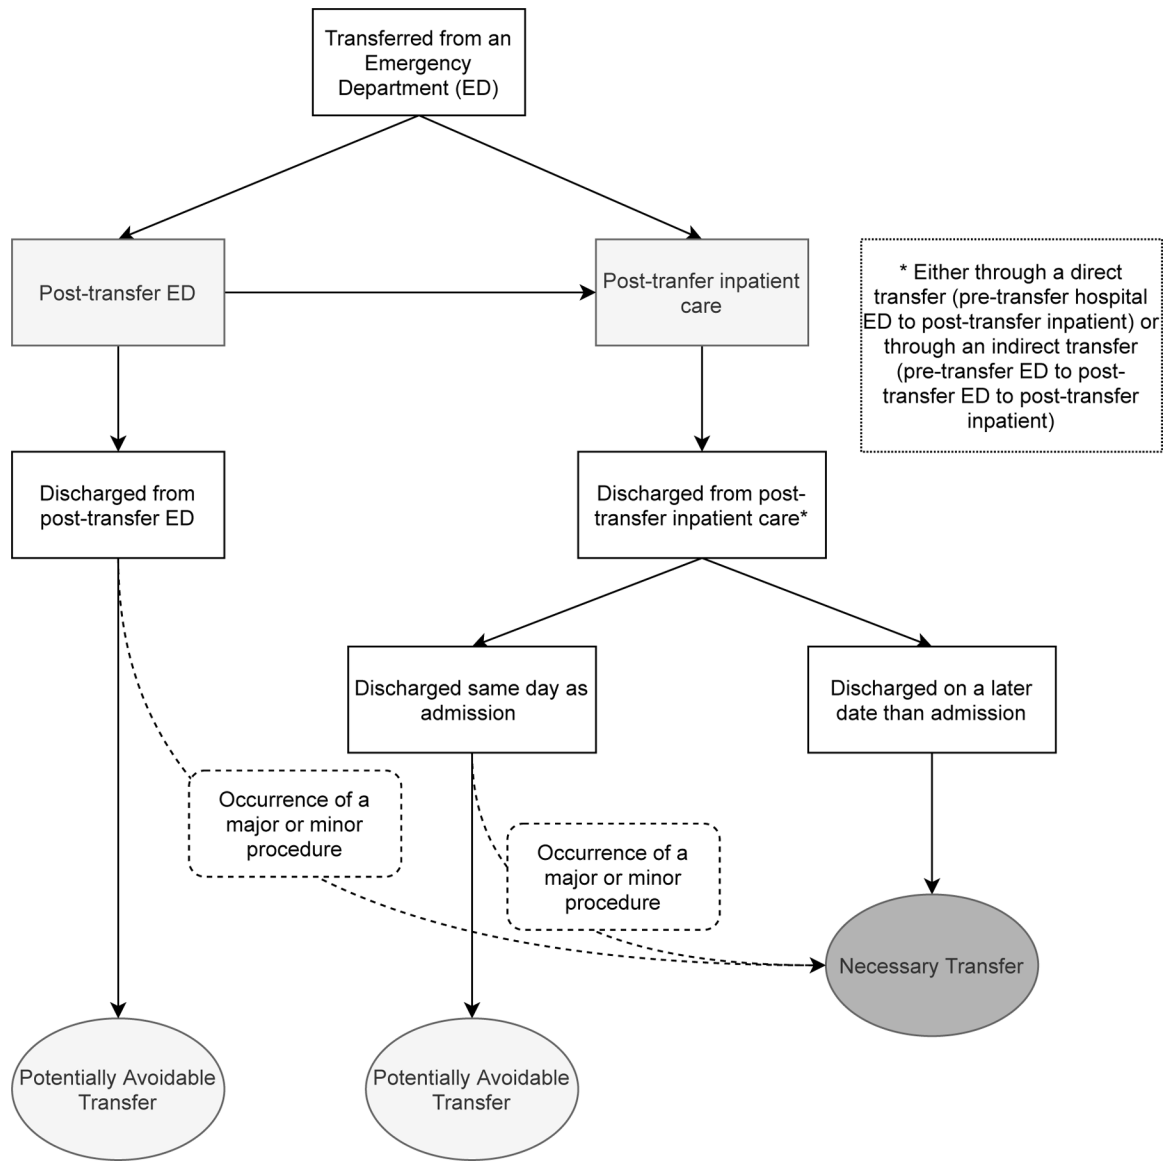 Transferred from an
Emergency
Department (ED)
Post-transfer ED
Post-tranfer inpatient
care
* Either through a direct
transfer (pre-transfer hospital
ED to post-transfer inpatient) or
through an indirect transfer
(pre-transfer ED to post-
transfer ED to post-transfer
inpatient)
Discharged from
post-transfer ED
Discharged from post-
transfer inpatient care*
Discharged same day as
admission
Discharged on a later
date than admission
Occurrence of a
major or minor
procedure
Occurrence of a
major or minor
procedure
Necessary Transfer
Potentially Avoidable
Transfer
Potentially Avoidable
Transfer